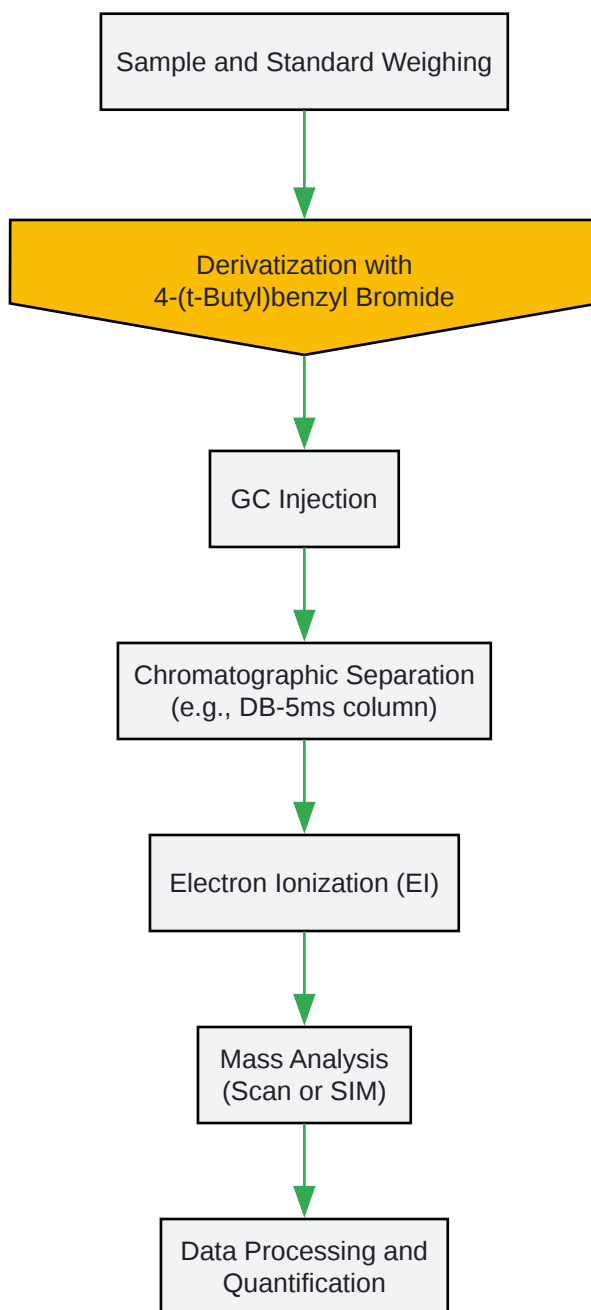 Sample and Standard Weighing
Derivatization with
4-(t-Butyl)benzyl Bromide
GC Injection
Chromatographic Separation
(e.g., DB-5ms column)
Electron Ionization (EI)
Mass Analysis
(Scan or SIM)
Data Processing and
Quantification